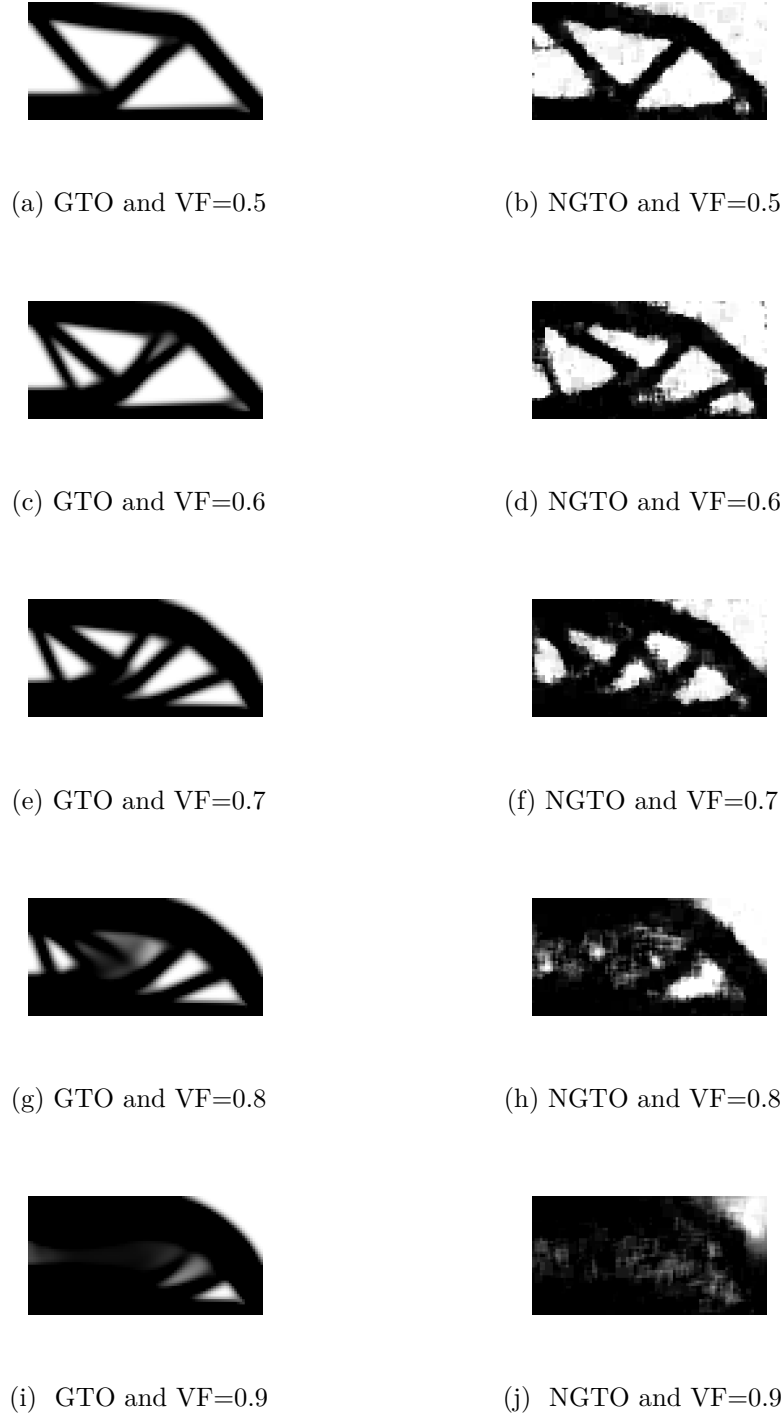 (a) GTO and VF=0.5
(b) NGTO and VF=0.5
(c) GTO and VF=0.6
(d) NGTO and VF=0.6
(e) GTO and VF=0.7
(f) NGTO and VF=0.7
(g) GTO and VF=0.8
(h) NGTO and VF=0.8
(i) GTO and VF=0.9
(j) NGTO and VF=0.9